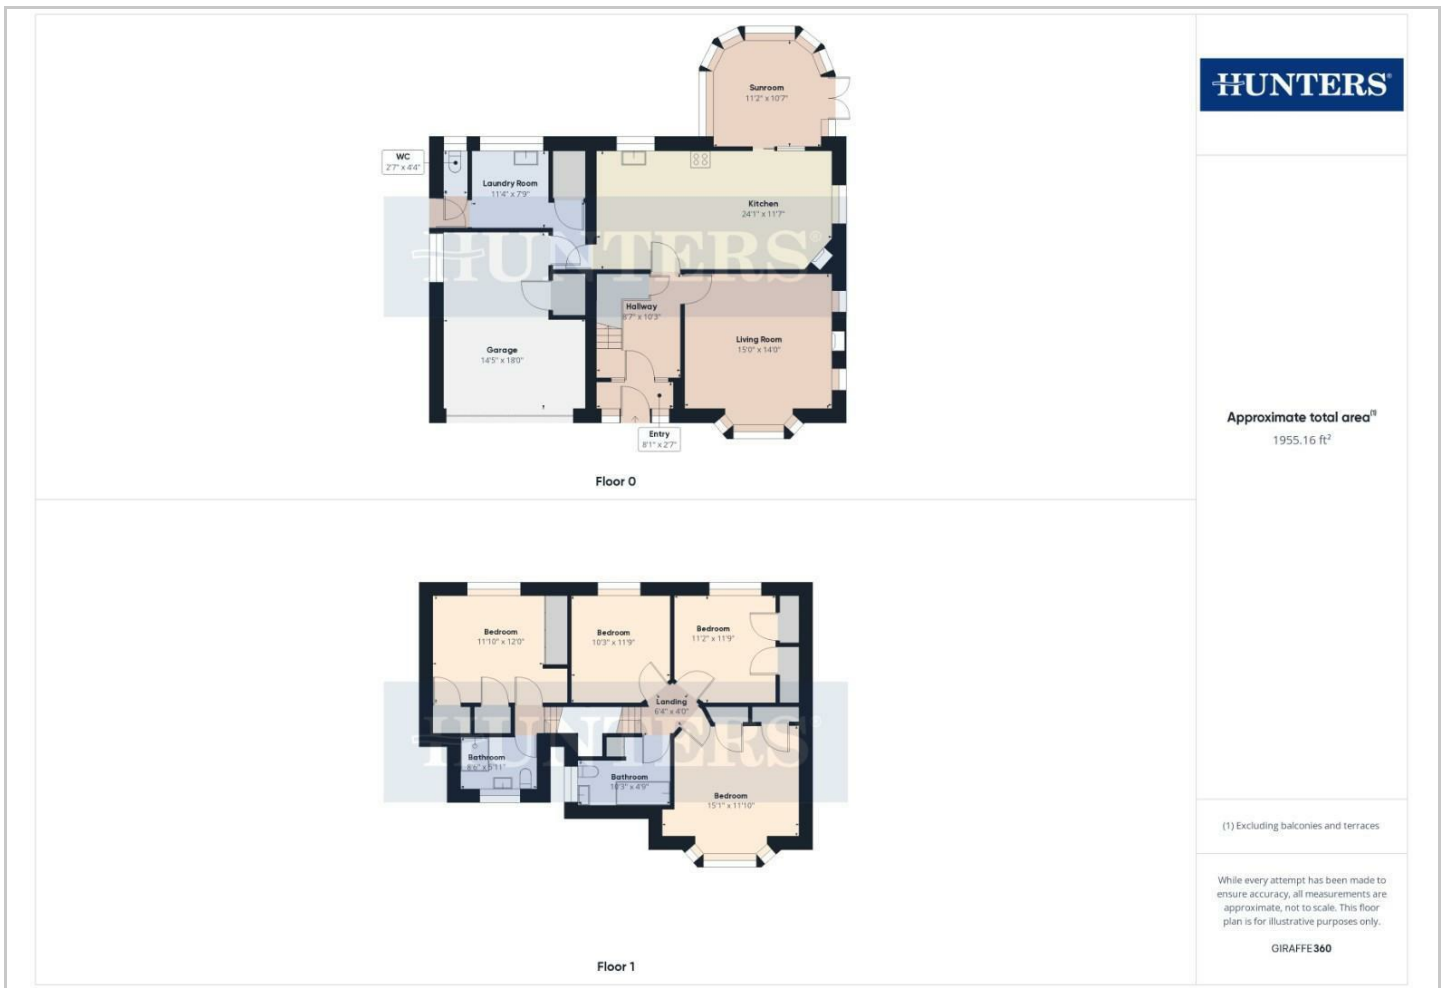 Sunroom
11'2" x 10'7"
WC
2'7" x 4'4"
Laundry Room
11'4" x 7'9"
Kitchen
24'1" x 11'7"
HUNTERS®
Hallway
8'7" x 10'3"
Living Room
15'0" x 14'0"
Garage
14'5" x 18'0"
Entry
8'1" x 2'7"
Floor 0
Bedroom
11'10" x 12'0"
Bedroom
10'3" x 11'9"
Bedroom
11'2" x 11'9"
Landing
6'4" x 4'0"
HUNTERS®
Bathroom
8'6" x 5'11"
Bathroom
10'3" x 4'9"
Bedroom
15'1" x 11'10"
Floor 1
HUNTERS®
Approximate total area(1)
1955.16 ft²
(1) Excluding balconies and terraces
While every attempt has been made to
ensure accuracy, all measurements are
approximate, not to scale. This floor
plan is for illustrative purposes only.
GIRAFFE360